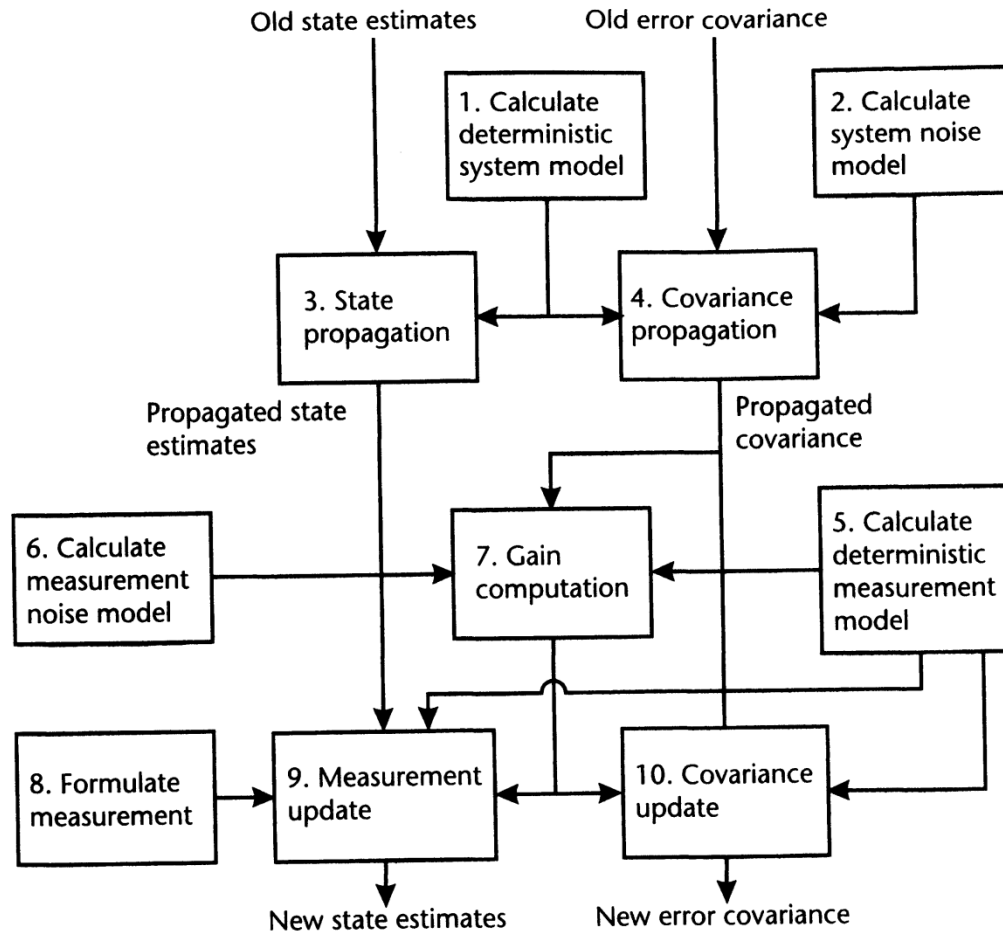 Old state estimates
Old error covariance
1. Calculate
deterministic
system model
2. Calculate
system noise
model
3. State
propagation
4. Covariance
propagation
Propagated state
estimates
Propagated
covariance
6. Calculate
measurement
noise model
7. Gain
computation
5. Calculate
deterministic
measurement
model
8. Formulate
measurement
9. Measurement
update
10. Covariance
update
New state estimates
New error covariance